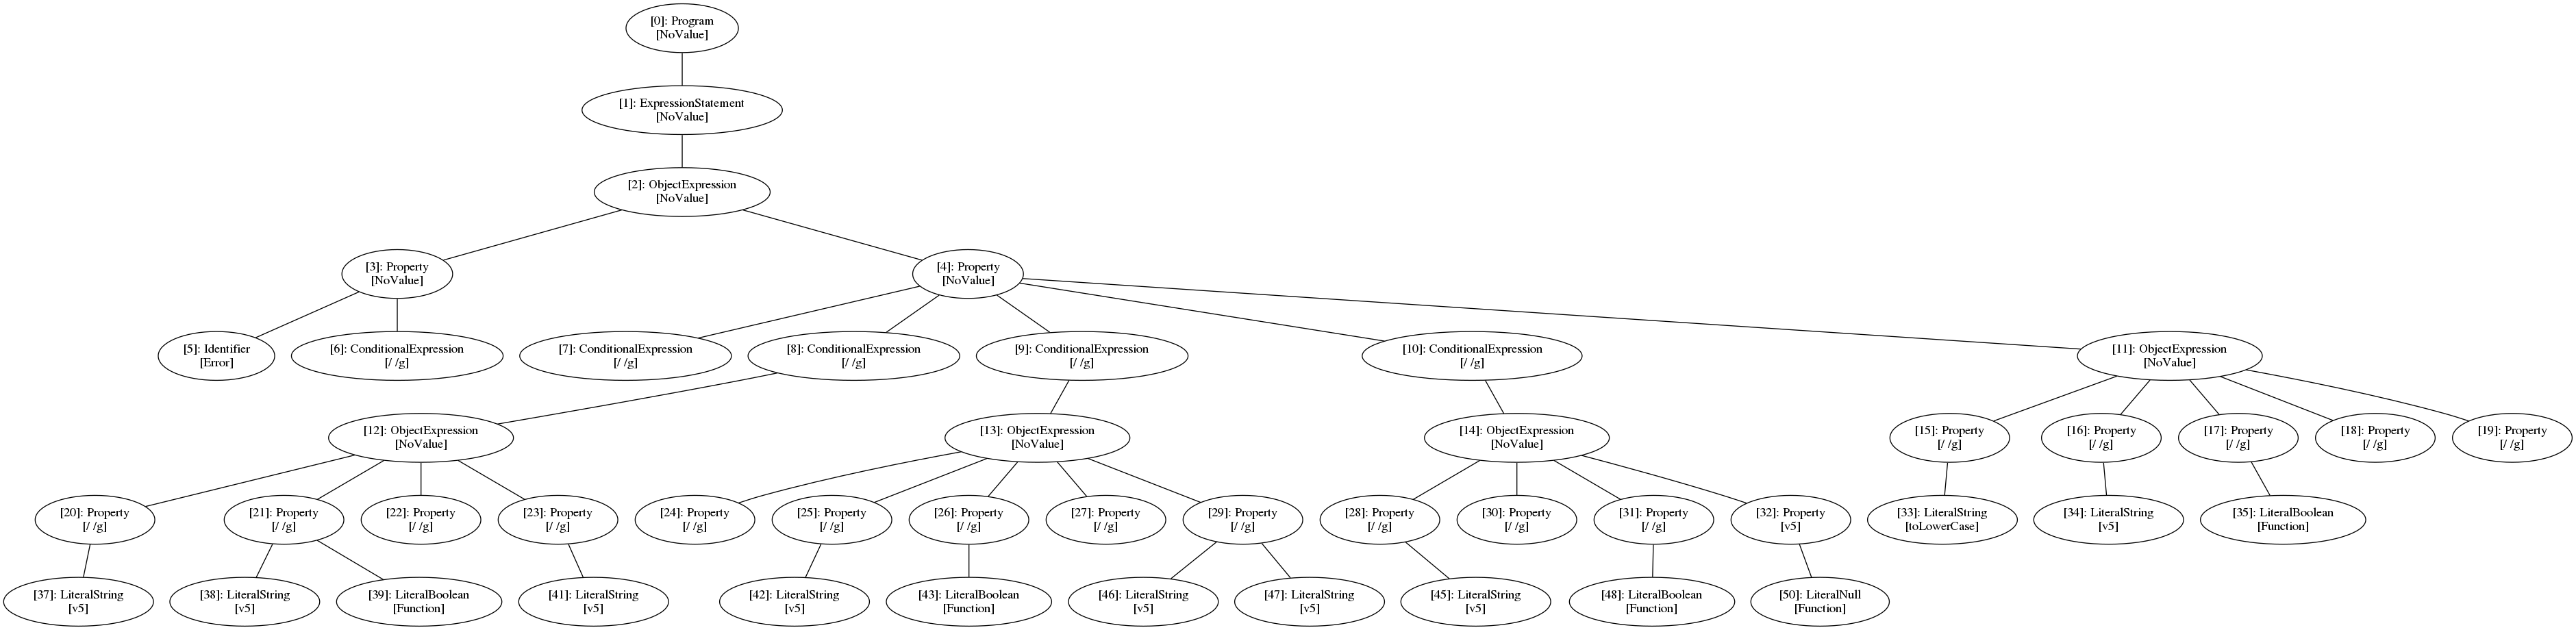 [0]: Program
[NoValue]
[1]: ExpressionStatement
[NoValue]
[2]: ObjectExpression
[NoValue]
[3]: Property
[NoValue]
[4]: Property
[NoValue]
[5]: Identifier
[Error]
[6]: ConditionalExpression
[/ /g]
[7]: ConditionalExpression
[/ /g]
[8]: ConditionalExpression
[/ /g]
[9]: ConditionalExpression
[/ /g]
[10]: ConditionalExpression
[/ /g]
[11]: ObjectExpression
[NoValue]
[12]: ObjectExpression
[NoValue]
[13]: ObjectExpression
[NoValue]
[14]: ObjectExpression
[NoValue]
[15]: Property
[/ /g]
[16]: Property
[/ /g]
[17]: Property
[/ /g]
[18]: Property
[/ /g]
[19]: Property
[/ /g]
[20]: Property
[/ /g]
[21]: Property
[/ /g]
[22]: Property
[/ /g]
[23]: Property
[/ /g]
[24]: Property
[/ /g]
[25]: Property
[/ /g]
[26]: Property
[/ /g]
[27]: Property
[/ /g]
[29]: Property
[/ /g]
[28]: Property
[/ /g]
[30]: Property
[/ /g]
[31]: Property
[/ /g]
[32]: Property
[v5]
[33]: LiteralString
[toLowerCase]
[34]: LiteralString
[v5]
[35]: LiteralBoolean
[Function]
[37]: LiteralString
[v5]
[38]: LiteralString
[v5]
[39]: LiteralBoolean
[Function]
[41]: LiteralString
[v5]
[42]: LiteralString
[v5]
[43]: LiteralBoolean
[Function]
[46]: LiteralString
[v5]
[47]: LiteralString
[v5]
[45]: LiteralString
[v5]
[48]: LiteralBoolean
[Function]
[50]: LiteralNull
[Function]